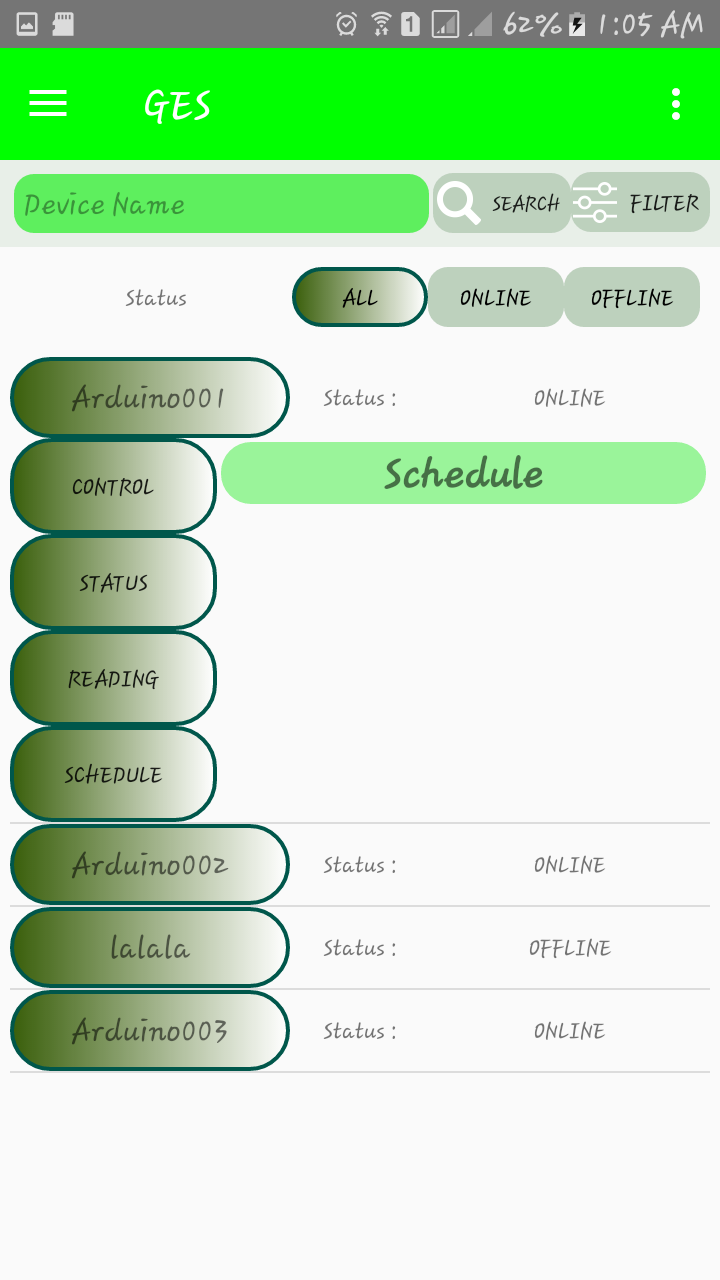 1 62% 1:05 AM
GES
Device Name SEARCH FILTER
Status ALL ONLINE OFFLINE
Arduino001 Status : ONLINE
CONTROL Schedule
STATUS
READING
SCHEDULE
Arduino002 Status : ONLINE
lalala Status : OFFLINE
Arduino003 Status : ONLINE